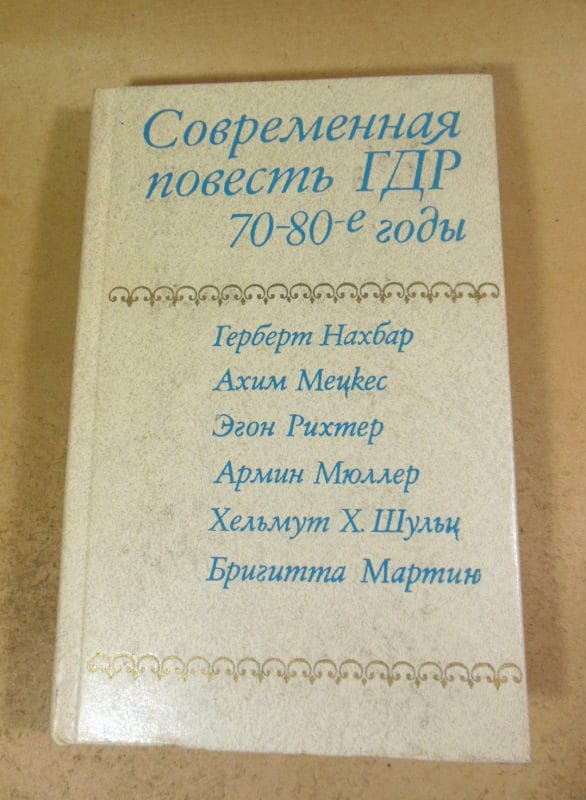 Современная
повесть ГДР
70-80-е годы
Герберт Нахбар
Ахим Мецкес
Эгон Рихтер
Армин Мюллер
Хельмут Х. Шульц
Бригитта Мартин